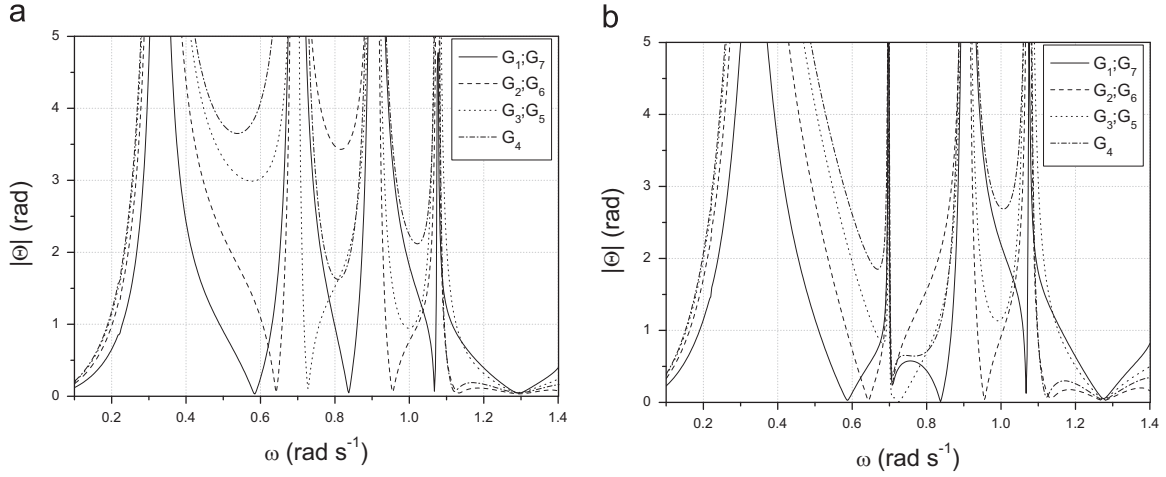 a
5
4
3
2
1
0
|Θ| (rad)
0.2 0.4 0.6 0.8 1.0 1.2 1.4
ω (rad s⁻¹)
G₁;G₇
G₂;G₆
G₃;G₅
G₄
b
5
4
3
2
1
0
|Θ| (rad)
0.2 0.4 0.6 0.8 1.0 1.2 1.4
ω (rad s⁻¹)
G₁;G₇
G₂;G₆
G₃;G₅
G₄